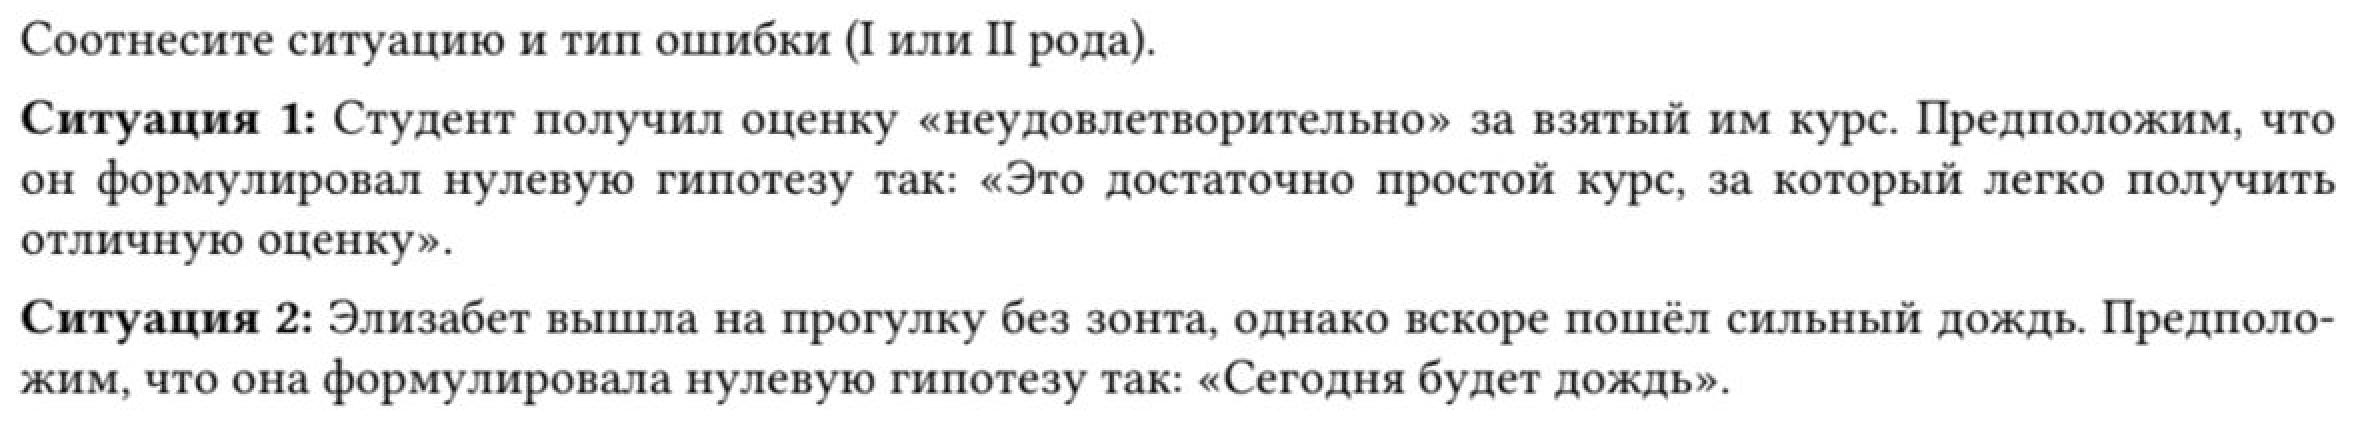 Соотнесите ситуацию и тип ошибки (I или II рода).
Ситуация 1: Студент получил оценку «неудовлетворительно» за взятый им курс. Предположим, что
он формулировал нулевую гипотезу так: «Это достаточно простой курс, за который легко получить
отличную оценку».
Ситуация 2: Элизабет вышла на прогулку без зонта, однако вскоре пошёл сильный дождь. Предполо-
жим, что она формулировала нулевую гипотезу так: «Сегодня будет дождь».